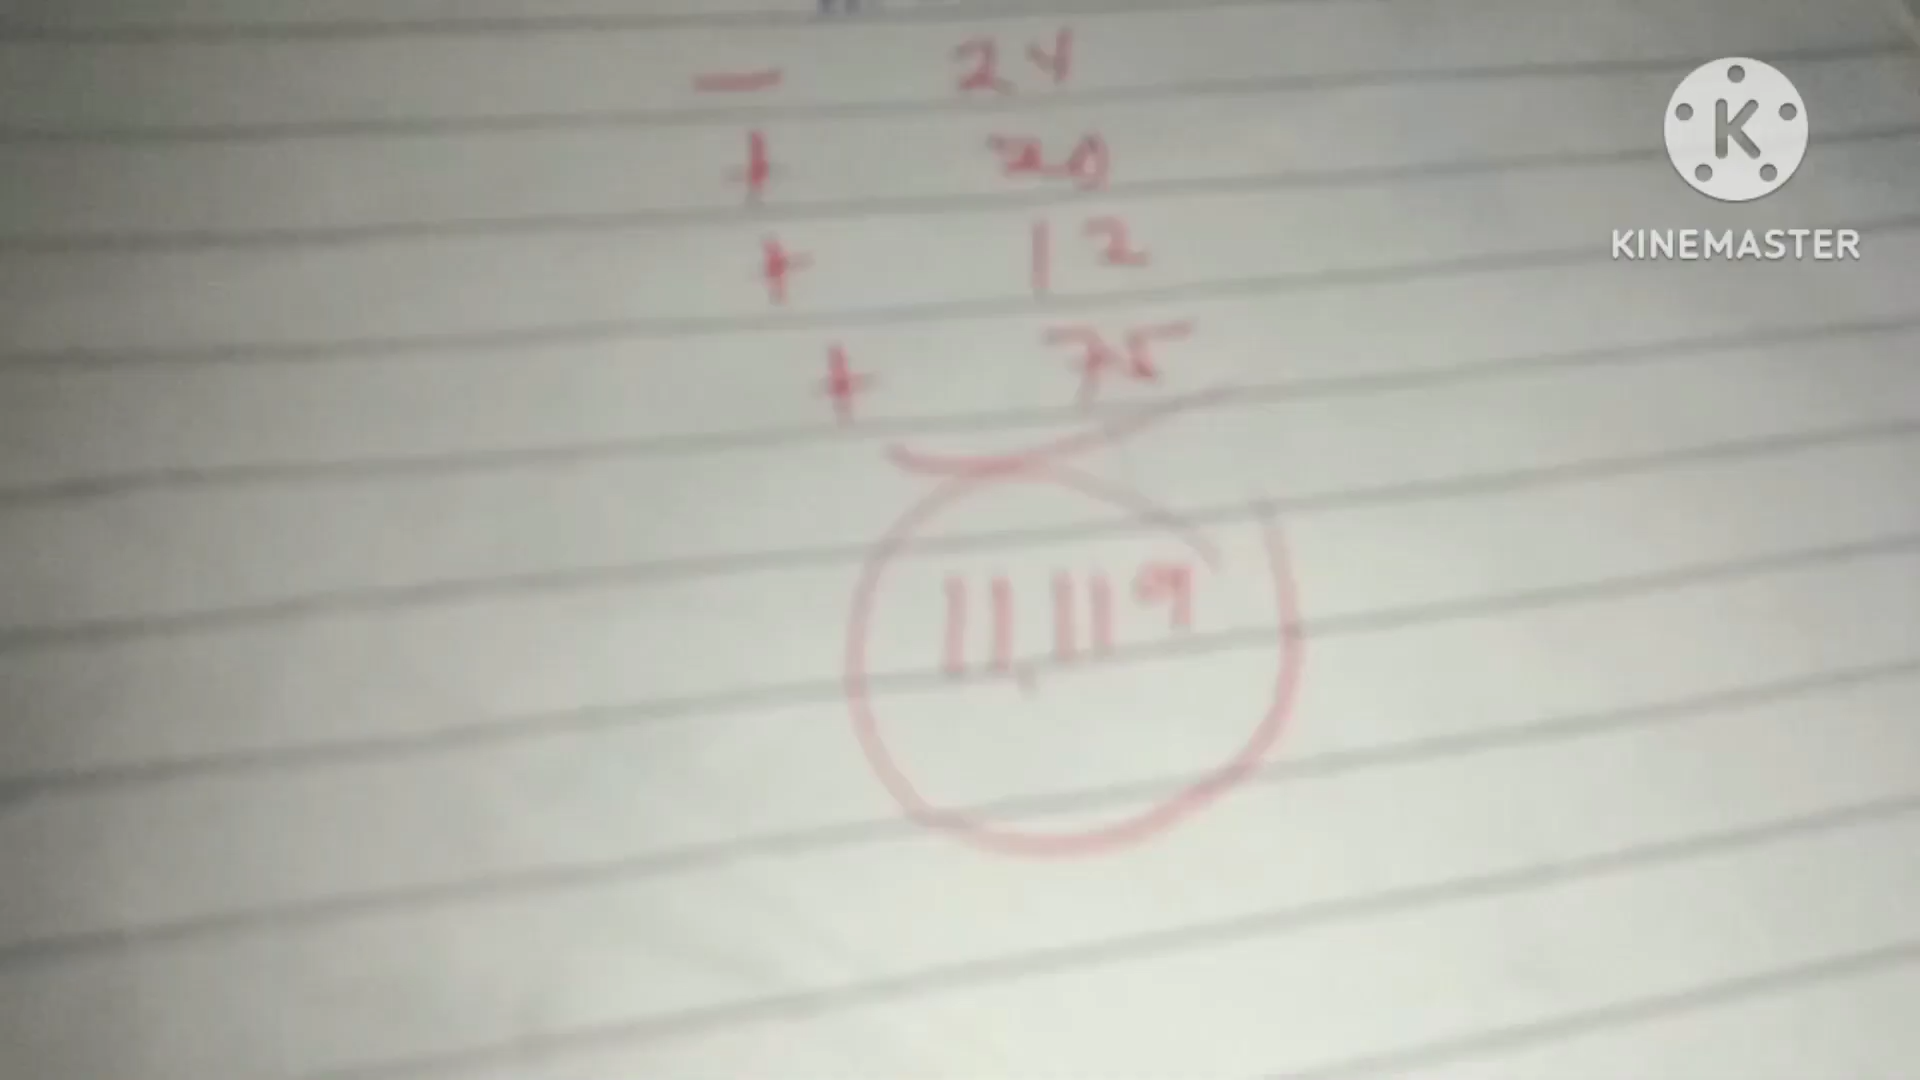 - 24
+ 20
+ 12
+ 75
11,119
K
KINEMASTER